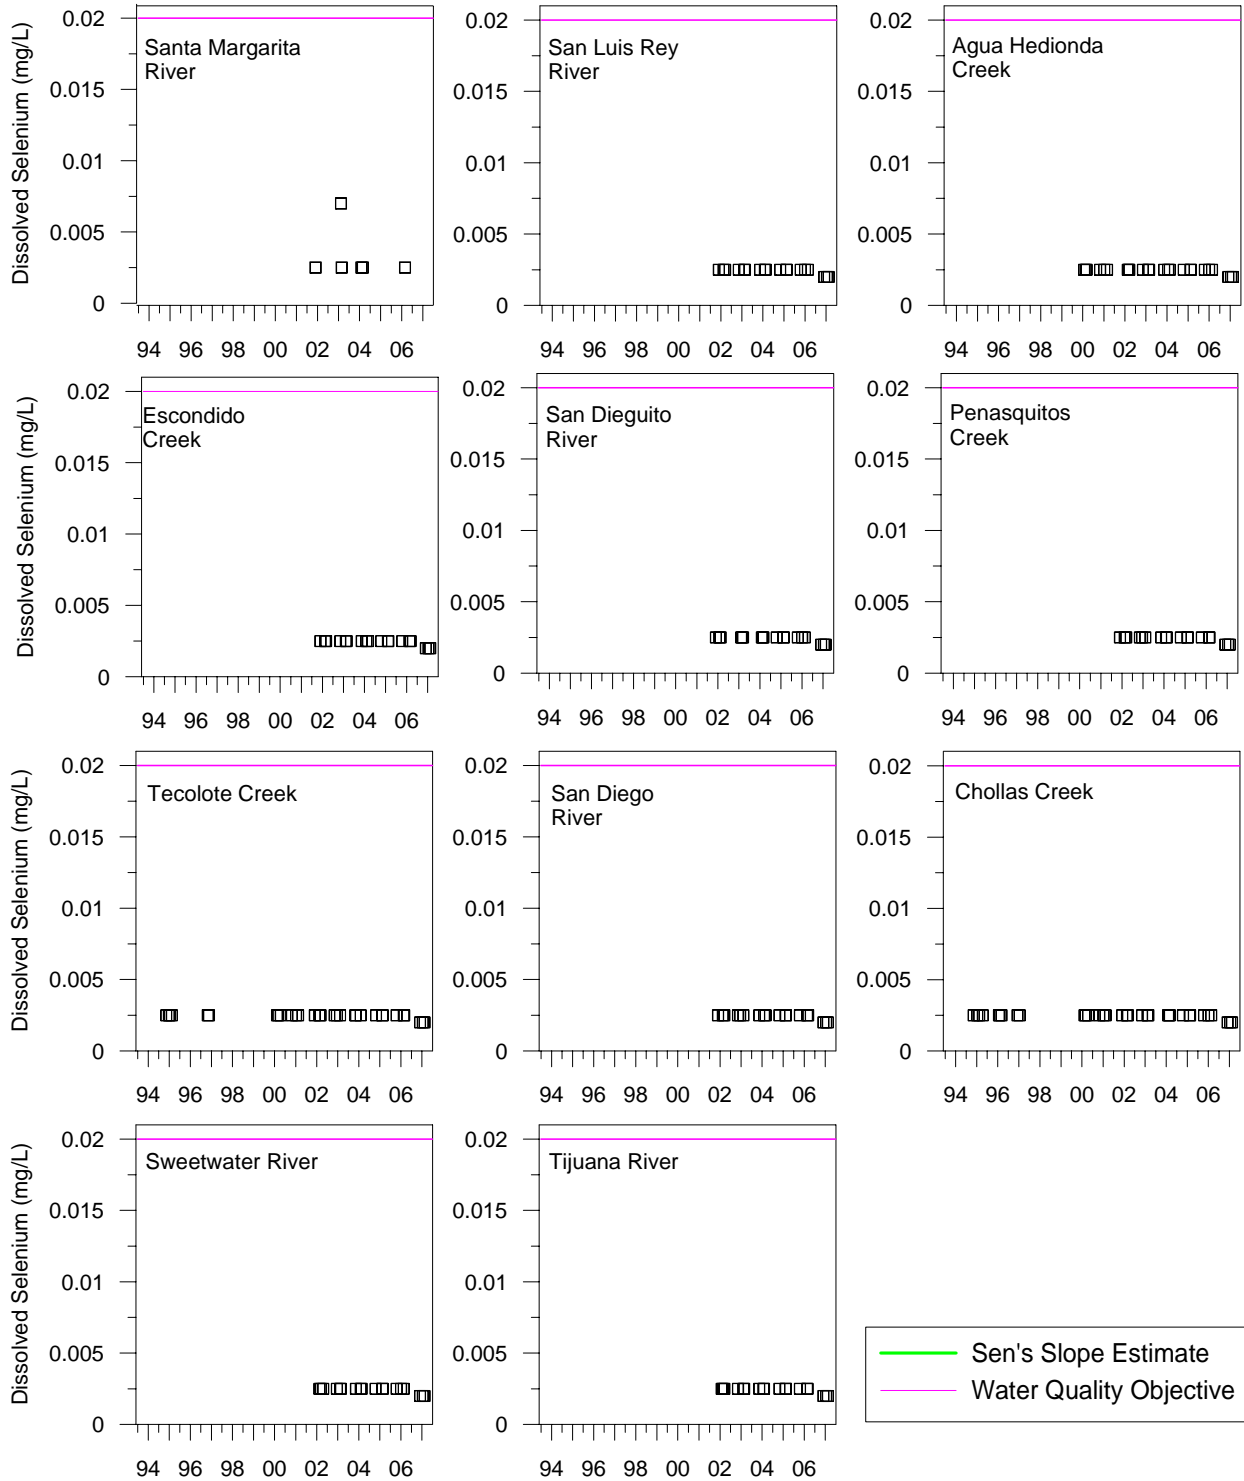 Dissolved Selenium (mg/L)
0.02
0.015
0.01
0.005
0
Santa Margarita
River
94 96 98 00 02 04 06
0.02
0.015
0.01
0.005
0
San Luis Rey
River
94 96 98 00 02 04 06
0.02
0.015
0.01
0.005
0
Agua Hedionda
Creek
94 96 98 00 02 04 06
Dissolved Selenium (mg/L)
0.02
0.015
0.01
0.005
0
Escondido
Creek
94 96 98 00 02 04 06
0.02
0.015
0.01
0.005
0
San Dieguito
River
94 96 98 00 02 04 06
0.02
0.015
0.01
0.005
0
Penasquitos
Creek
94 96 98 00 02 04 06
Dissolved Selenium (mg/L)
0.02
0.015
0.01
0.005
0
Tecolote Creek
94 96 98 00 02 04 06
0.02
0.015
0.01
0.005
0
San Diego
River
94 96 98 00 02 04 06
0.02
0.015
0.01
0.005
0
Chollas Creek
94 96 98 00 02 04 06
Dissolved Selenium (mg/L)
0.02
0.015
0.01
0.005
0
Sweetwater River
94 96 98 00 02 04 06
0.02
0.015
0.01
0.005
0
Tijuana River
94 96 98 00 02 04 06
Sen's Slope Estimate
Water Quality Objective